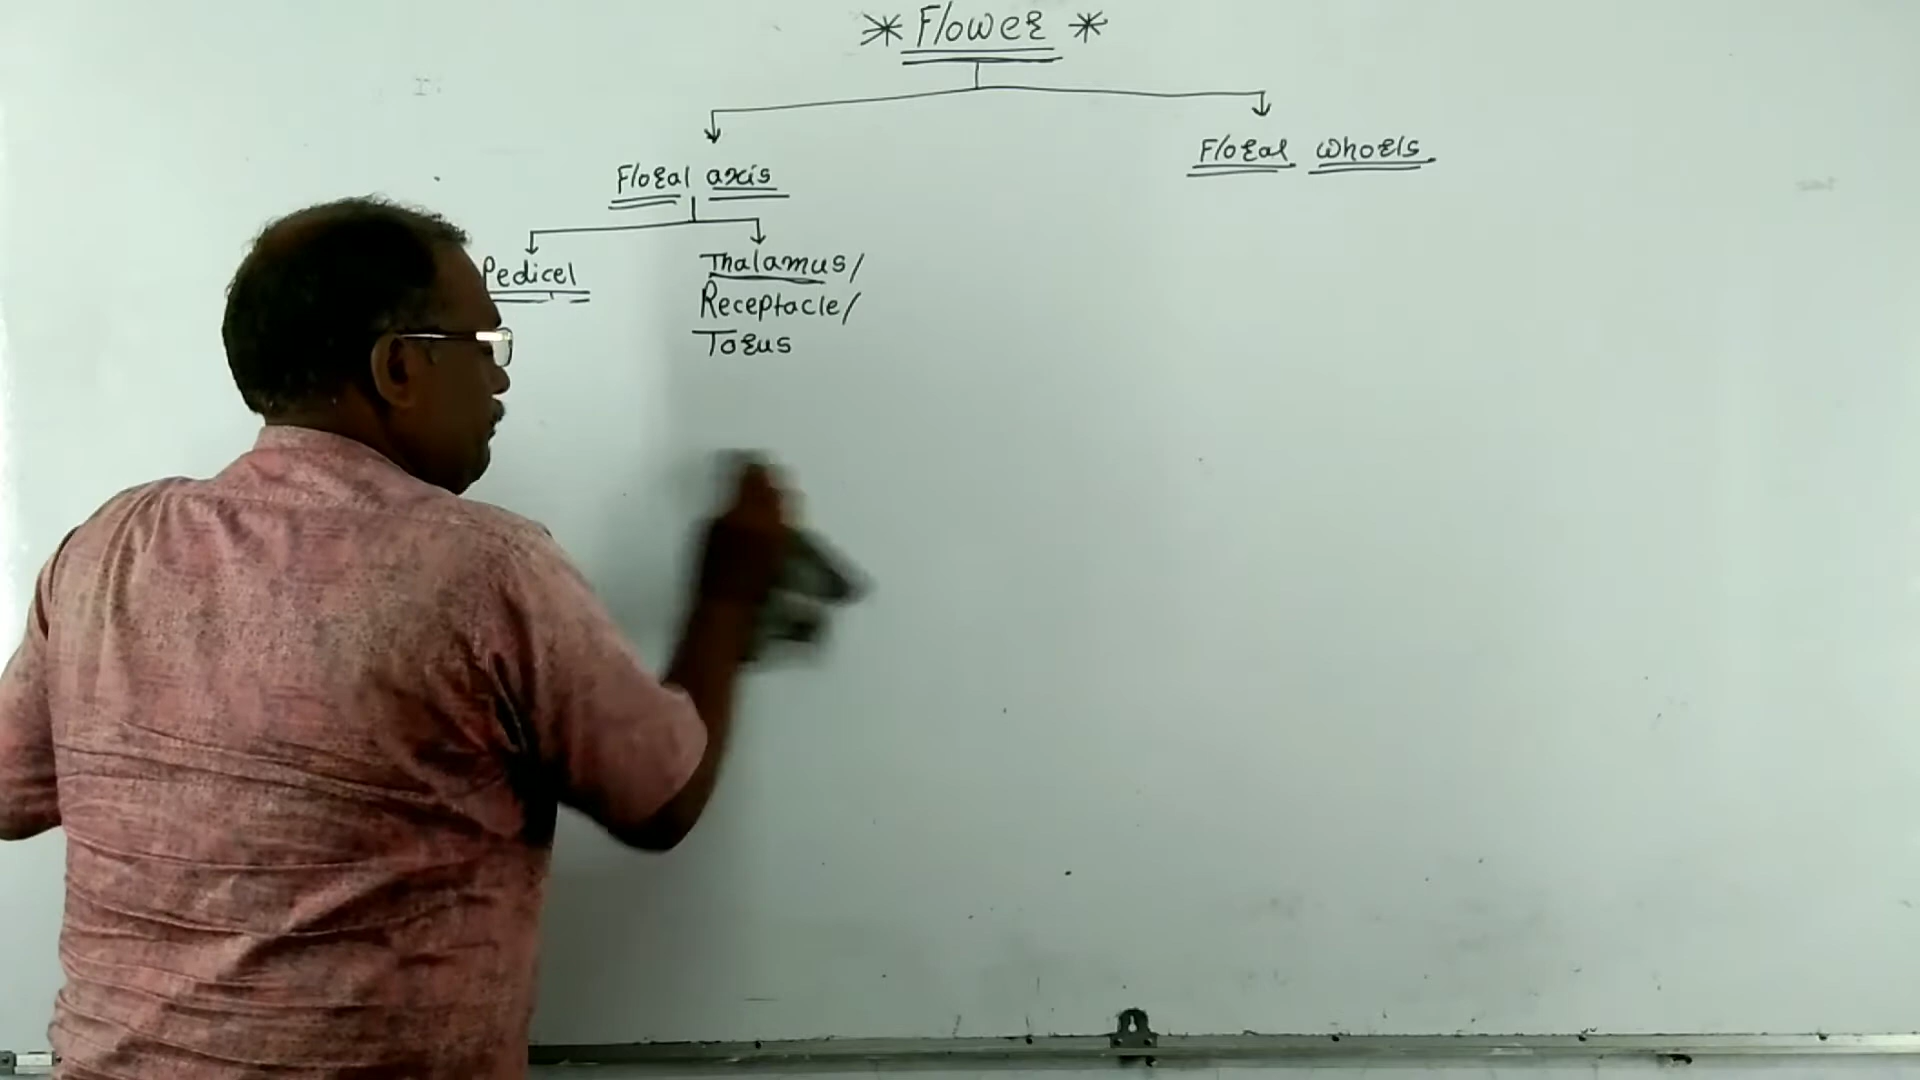 * Flower *
Floral axis
Floral whorls
Pedicel
Thalamus/
Receptacle/
Torus